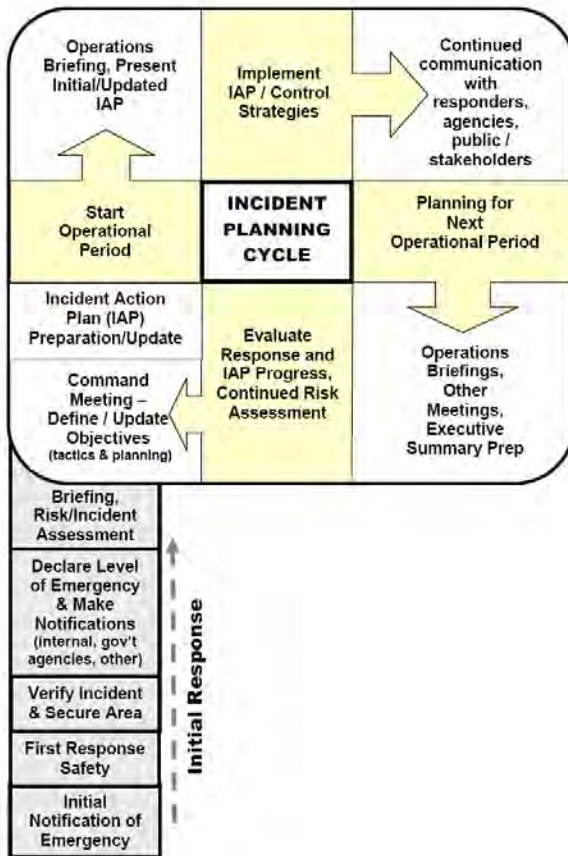 Operations
Briefing, Present
Initial/Updated
IAP
Implement
IAP / Control
Strategies
Continued
communication
with
responders,
agencies,
public /
stakeholders
Start
Operational
Period
INCIDENT
PLANNING
CYCLE
Planning for
Next
Operational Period
Incident Action
Plan (IAP)
Preparation/Update
Command
Meeting –
Define / Update
Objectives
(tactics & planning)
Evaluate
Response and
IAP Progress,
Continued Risk
Assessment
Operations
Briefings,
Other
Meetings,
Executive
Summary Prep
Briefing,
Risk/Incident
Assessment
Declare Level
of Emergency
& Make
Notifications
(internal, gov't
agencies, other)
Verify Incident
& Secure Area
First Response
Safety
Initial
Notification of
Emergency
Initial Response